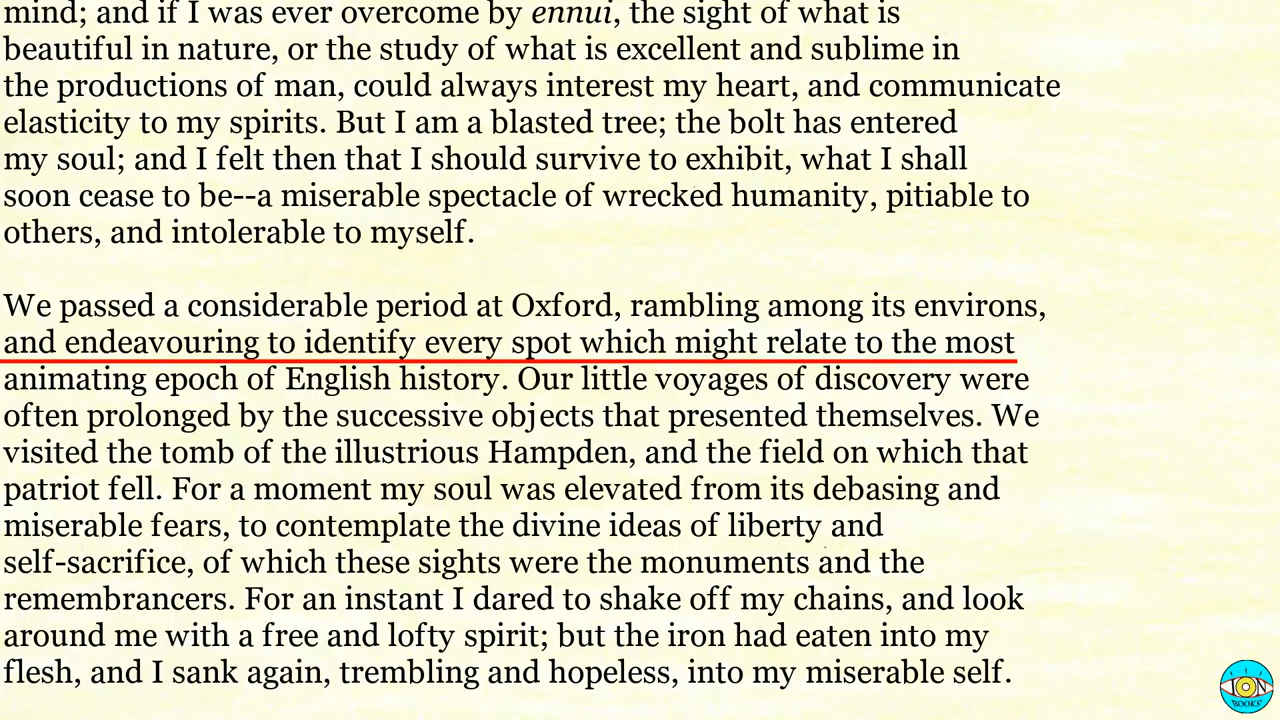 mind; and if I was ever overcome by ennui, the sight of what is
beautiful in nature, or the study of what is excellent and sublime in
the productions of man, could always interest my heart, and communicate
elasticity to my spirits. But I am a blasted tree; the bolt has entered
my soul; and I felt then that I should survive to exhibit, what I shall
soon cease to be--a miserable spectacle of wrecked humanity, pitiable to
others, and intolerable to myself.
We passed a considerable period at Oxford, rambling among its environs,
and endeavouring to identify every spot which might relate to the most
animating epoch of English history. Our little voyages of discovery were
often prolonged by the successive objects that presented themselves. We
visited the tomb of the illustrious Hampden, and the field on which that
patriot fell. For a moment my soul was elevated from its debasing and
miserable fears, to contemplate the divine ideas of liberty and
self-sacrifice, of which these sights were the monuments and the
remembrancers. For an instant I dared to shake off my chains, and look
around me with a free and lofty spirit; but the iron had eaten into my
flesh, and I sank again, trembling and hopeless, into my miserable self.
ION
BOOKS